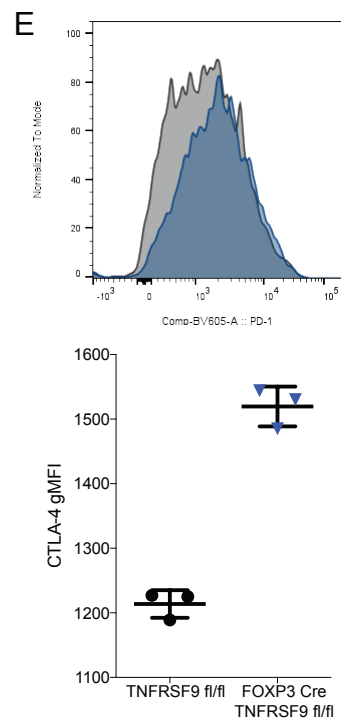 E
Normalized To Mode
100
80
60
40
20
0
-10³ 0 10³ 10⁴ 10⁵
Comp-BV605-A :: PD-1
CTLA-4 gMFI
1600
1500
1400
1300
1200
1100
TNFRSF9 fl/fl FOXP3 Cre
TNFRSF9 fl/fl